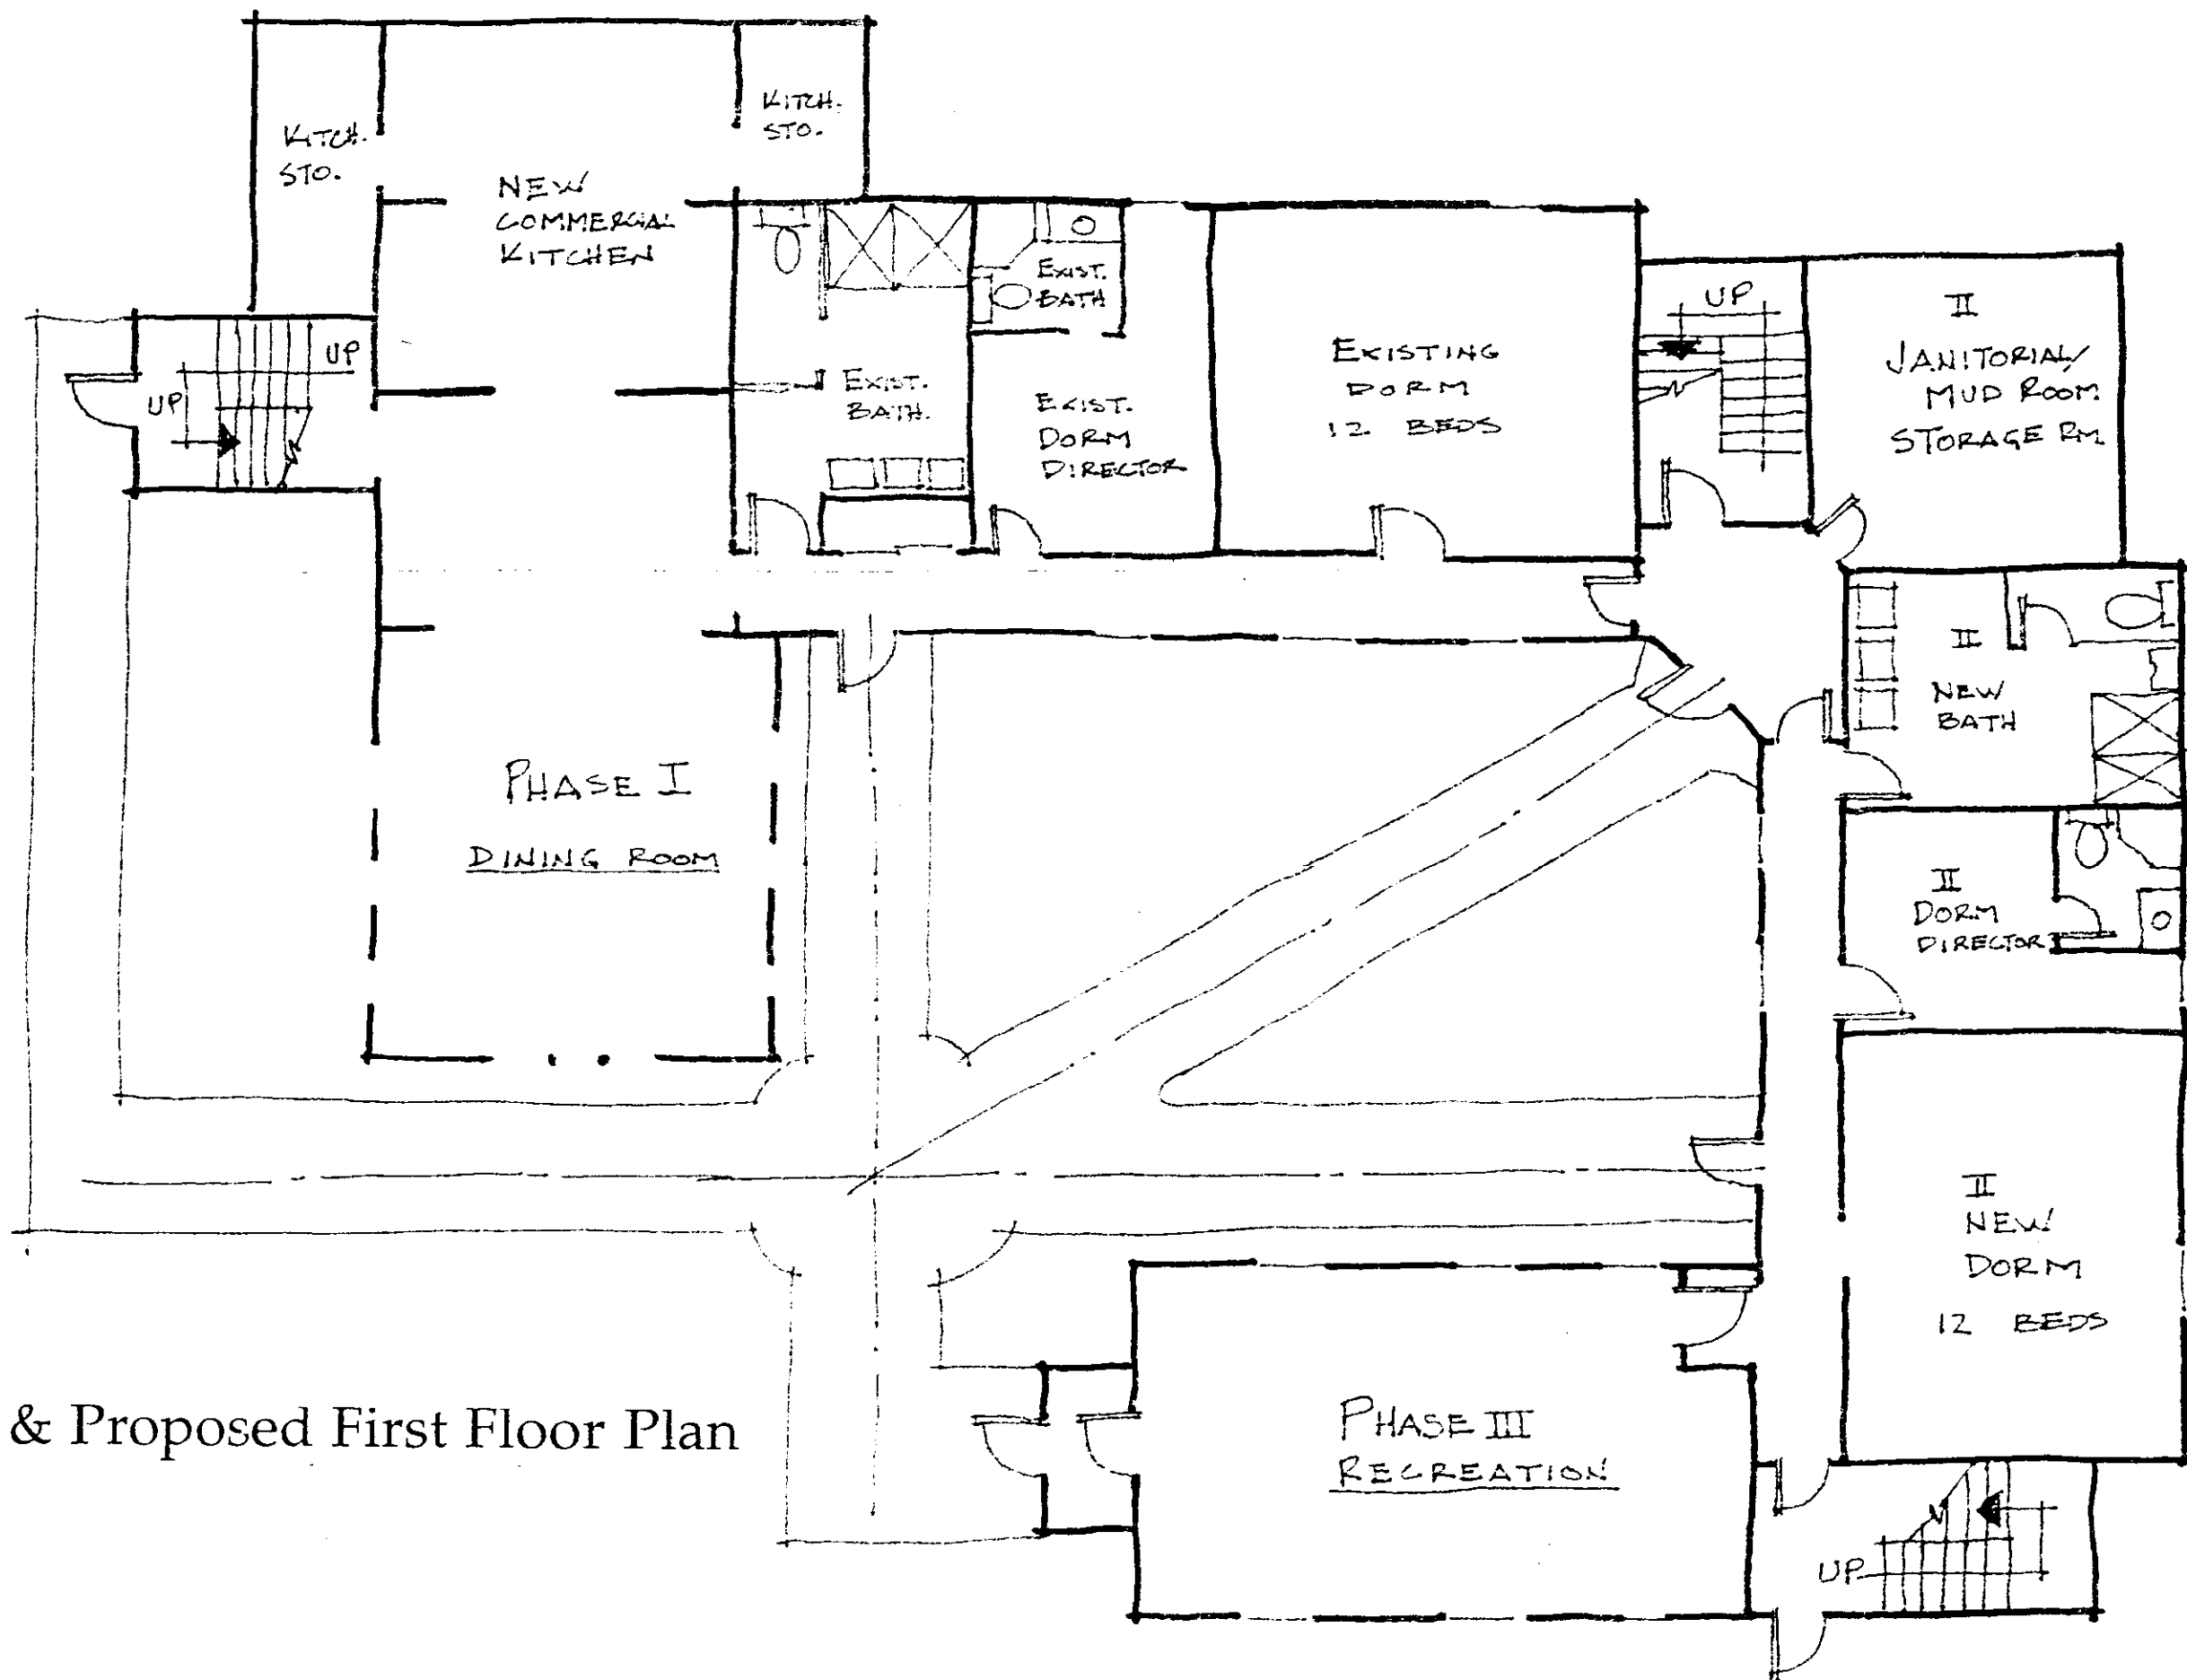 KITCH.
STO.
KITCH.
STO.
NEW
COMMERCIAL
KITCHEN
UP
UP
EXIST.
BATH.
EXIST.
BATH
EXIST.
DORM
DIRECTOR
EXISTING
DORM
12 BEDS
UP
II
JANITORIAL/
MUD ROOM
STORAGE RM.
II
NEW
BATH
PHASE I
DINING ROOM
II
DORM
DIRECTOR
II
NEW
DORM
12 BEDS
PHASE III
RECREATION
UP
& Proposed First Floor Plan